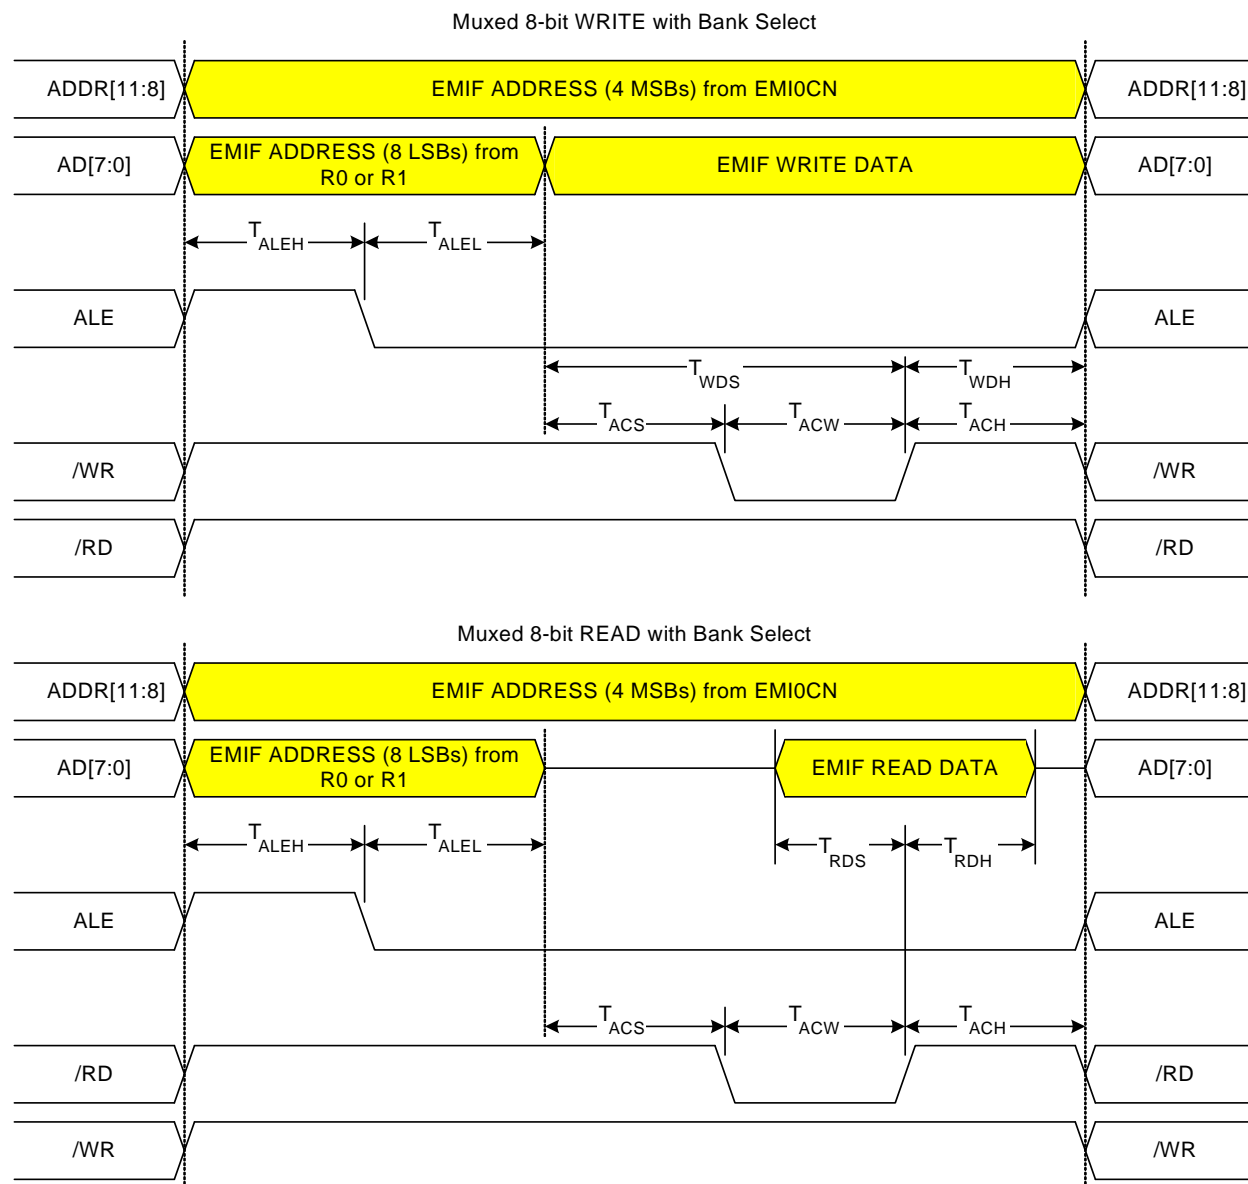 Muxed 8-bit WRITE with Bank Select
ADDR[11:8] EMIF ADDRESS (4 MSBs) from EMI0CN ADDR[11:8]
AD[7:0] EMIF ADDRESS (8 LSBs) from EMIF WRITE DATA AD[7:0]
R0 or R1
TALEH TALEL
ALE ALE
TWDS TWDH
TACS TACW TACH
/WR /WR
/RD /RD
Muxed 8-bit READ with Bank Select
ADDR[11:8] EMIF ADDRESS (4 MSBs) from EMI0CN ADDR[11:8]
AD[7:0] EMIF ADDRESS (8 LSBs) from EMIF READ DATA AD[7:0]
R0 or R1
TALEH TALEL TRDS TRDH
ALE ALE
TACS TACW TACH
/RD /RD
/WR /WR